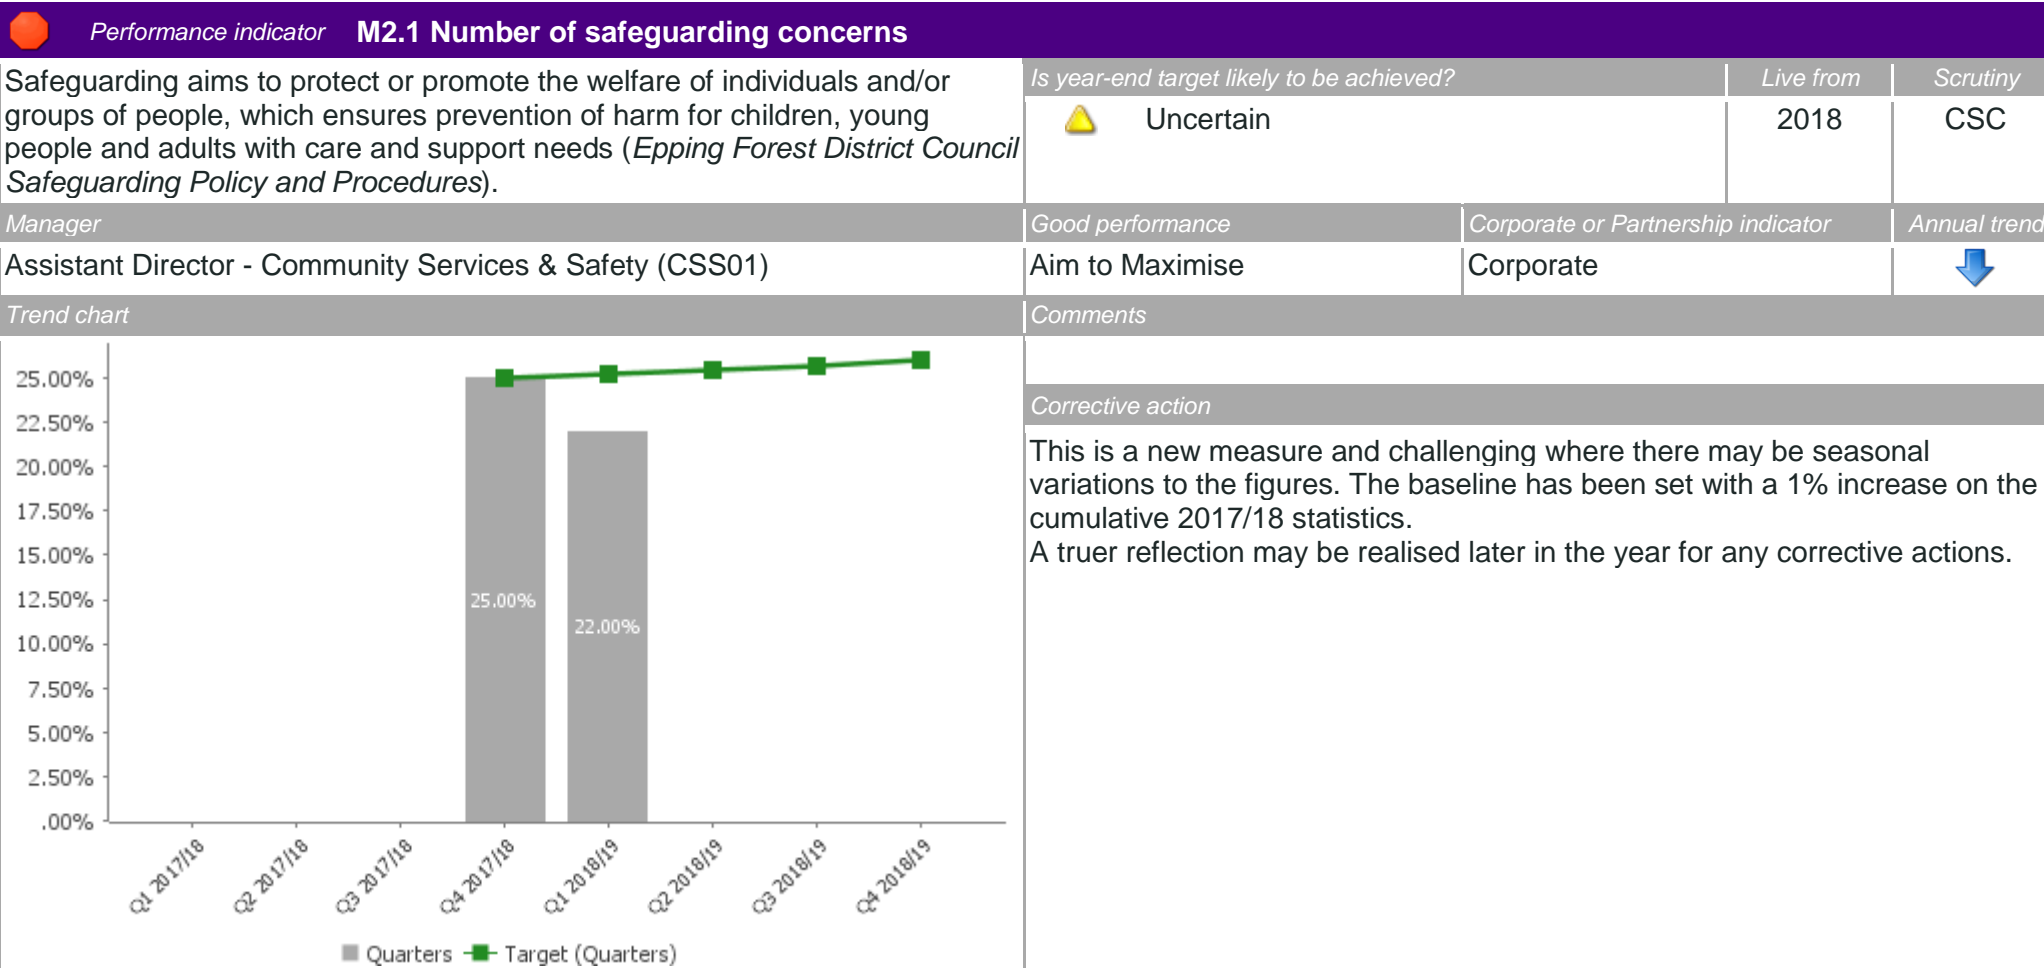 Performance indicator M2.1 Number of safeguarding concerns
Safeguarding aims to protect or promote the welfare of individuals and/or
groups of people, which ensures prevention of harm for children, young
people and adults with care and support needs (Epping Forest District Council
Safeguarding Policy and Procedures).
Is year-end target likely to be achieved?
Live from
Scrutiny
Uncertain
2018
CSC
Manager
Good performance
Corporate or Partnership indicator
Annual trend
Assistant Director - Community Services & Safety (CSS01)
Aim to Maximise
Corporate
Trend chart
25.00%
22.50%
20.00%
17.50%
15.00%
12.50%
10.00%
7.50%
5.00%
2.50%
.00%
25.00%
22.00%
Q1 2017/18
Q2 2017/18
Q3 2017/18
Q4 2017/18
Q1 2018/19
Q2 2018/19
Q3 2018/19
Q4 2018/19
Quarters
Target (Quarters)
Comments
Corrective action
This is a new measure and challenging where there may be seasonal
variations to the figures. The baseline has been set with a 1% increase on the
cumulative 2017/18 statistics.
A truer reflection may be realised later in the year for any corrective actions.